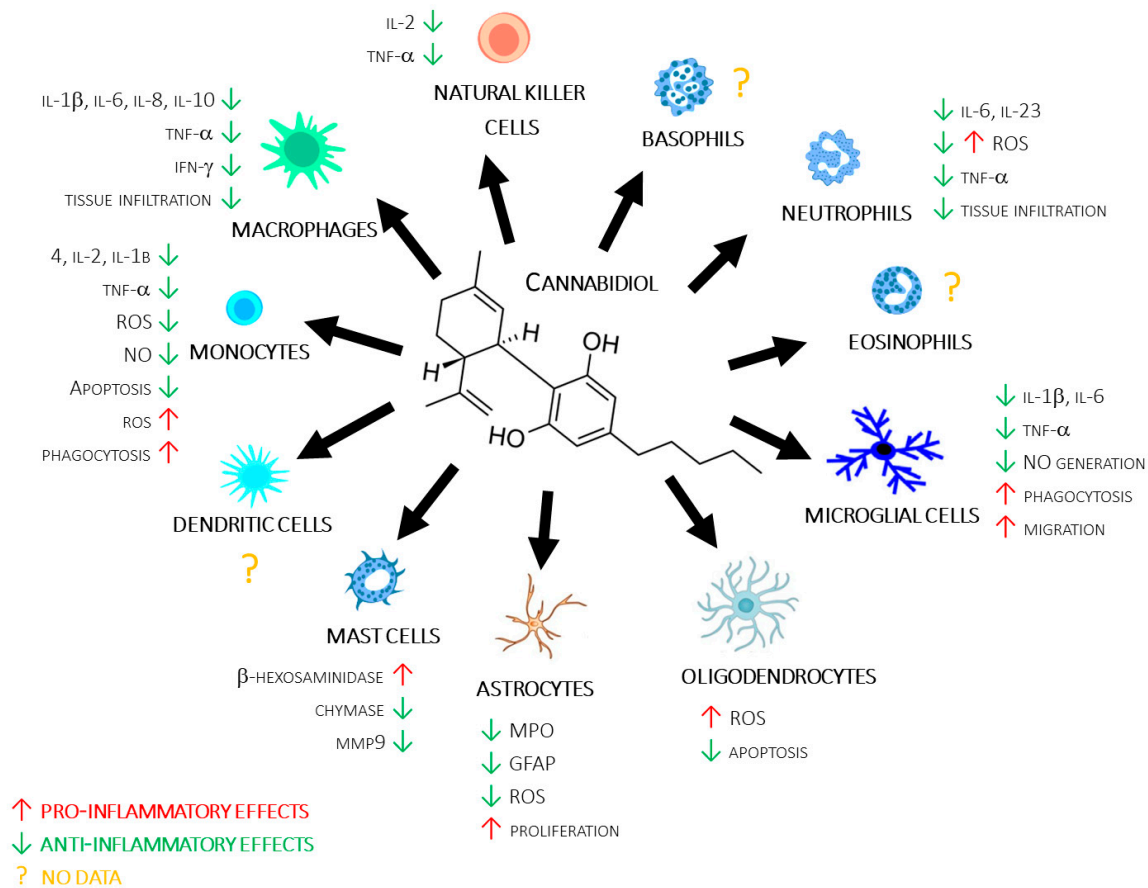 IL-2 ↓
TNF-α ↓
NATURAL KILLER
CELLS
?
BASOPHILS
IL-1β, IL-6, IL-8, IL-10 ↓
TNF-α ↓
IFN-γ ↓
TISSUE INFILTRATION ↓
MACROPHAGES
↓ IL-6, IL-23
↓ ↑ ROS
↓ TNF-α
↓ TISSUE INFILTRATION
NEUTROPHILS
4, IL-2, IL-1B ↓
TNF-α ↓
ROS ↓
NO ↓
APOPTOSIS ↓
ROS ↑
PHAGOCYTOSIS ↑
MONOCYTES
CANNABIDIOL
H
H
OH
HO
?
EOSINOPHILS
↓ IL-1β, IL-6
↓ TNF-α
↓ NO GENERATION
↑ PHAGOCYTOSIS
↑ MIGRATION
MICROGLIAL CELLS
DENDRITIC CELLS
?
MAST CELLS
β-HEXOSAMINIDASE ↑
CHYMASE ↓
MMP9 ↓
ASTROCYTES
↓ MPO
↓ GFAP
↓ ROS
↑ PROLIFERATION
OLIGODENDROCYTES
↑ ROS
↓ APOPTOSIS
↑ PRO-INFLAMMATORY EFFECTS
↓ ANTI-INFLAMMATORY EFFECTS
? NO DATA